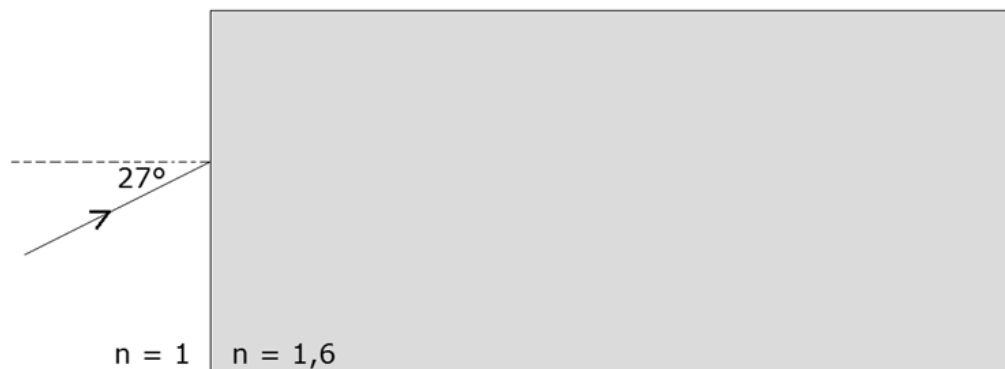 27°
n = 1
n = 1,6